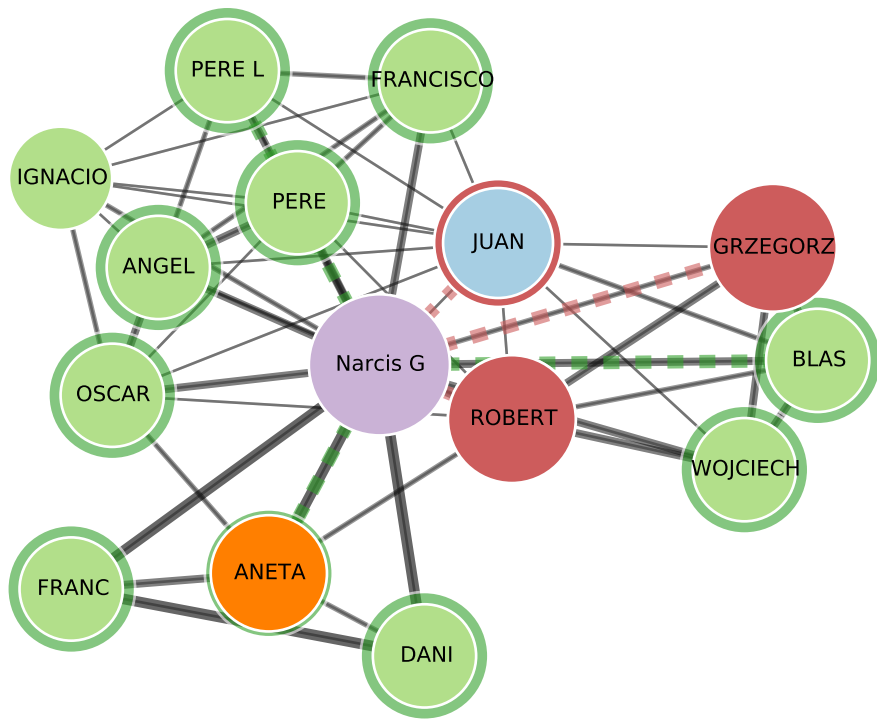 PERE L
FRANCISCO
IGNACIO
PERE
JUAN
GRZEGORZ
ANGEL
Narcis G
BLAS
OSCAR
ROBERT
WOJCIECH
ANETA
FRANC
DANI